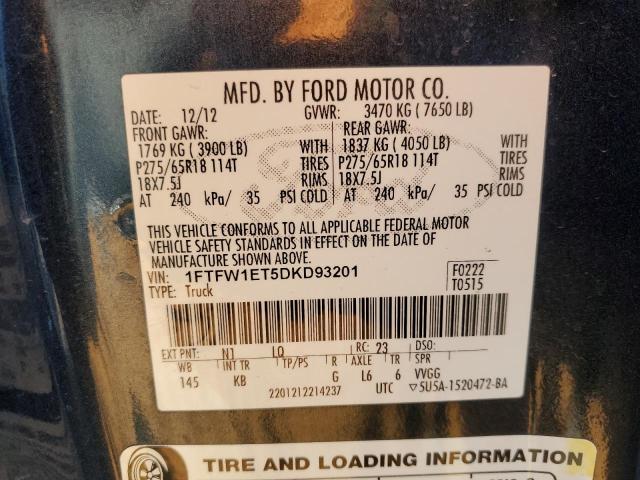 MFD. BY FORD MOTOR CO.
DATE: 12/12 GVWR: 3470 KG ( 7650 LB)
FRONT GAWR: REAR GAWR:
1769 KG ( 3900 LB) WITH 1837 KG ( 4050 LB) WITH
P275/65R18 114T TIRES P275/65R18 114T TIRES
18X7.5J RIMS 18X7.5J RIMS
AT 240 kPa/ 35 PSI COLD AT 240 kPa/ 35 PSI COLD
THIS VEHICLE CONFORMS TO ALL APPLICABLE FEDERAL MOTOR
VEHICLE SAFETY STANDARDS IN EFFECT ON THE DATE OF
MANUFACTURE SHOWN ABOVE.
VIN: 1FTFW1ET5DKD93201 F0222
TYPE: Truck T0515
EXT PNT: N1 LQ RC: 23 DSO:
WB INT TR TP/PS R AXLE TR SPR
145 KB G L6 6 VVGG
2201212214237 UTC ▽5U5A-1520472-BA
TIRE AND LOADING INFORMATION